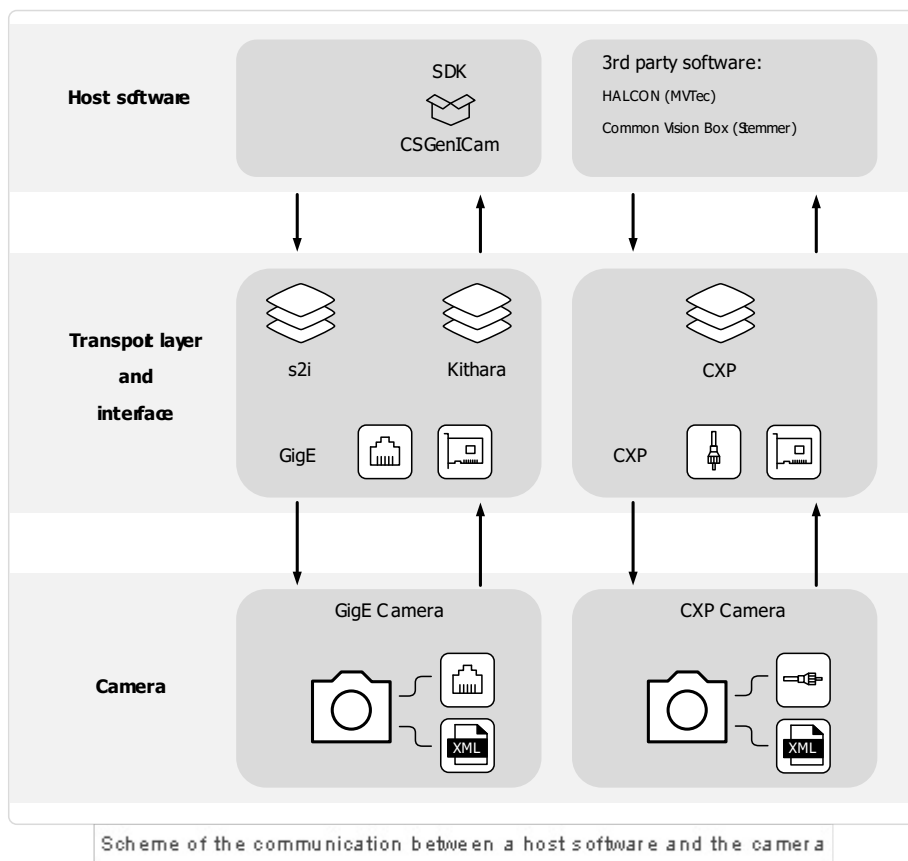 Host software
SDK
CSGenICam
3rd party software:
HALCON (MVTec)
Common Vision Box (Stemmer)
Transpot layer
and
interface
s2i
Kithara
GigE
CXP
CXP
Camera
GigE Camera
XML
CXP Camera
XML
Scheme of the communication between a host software and the camera